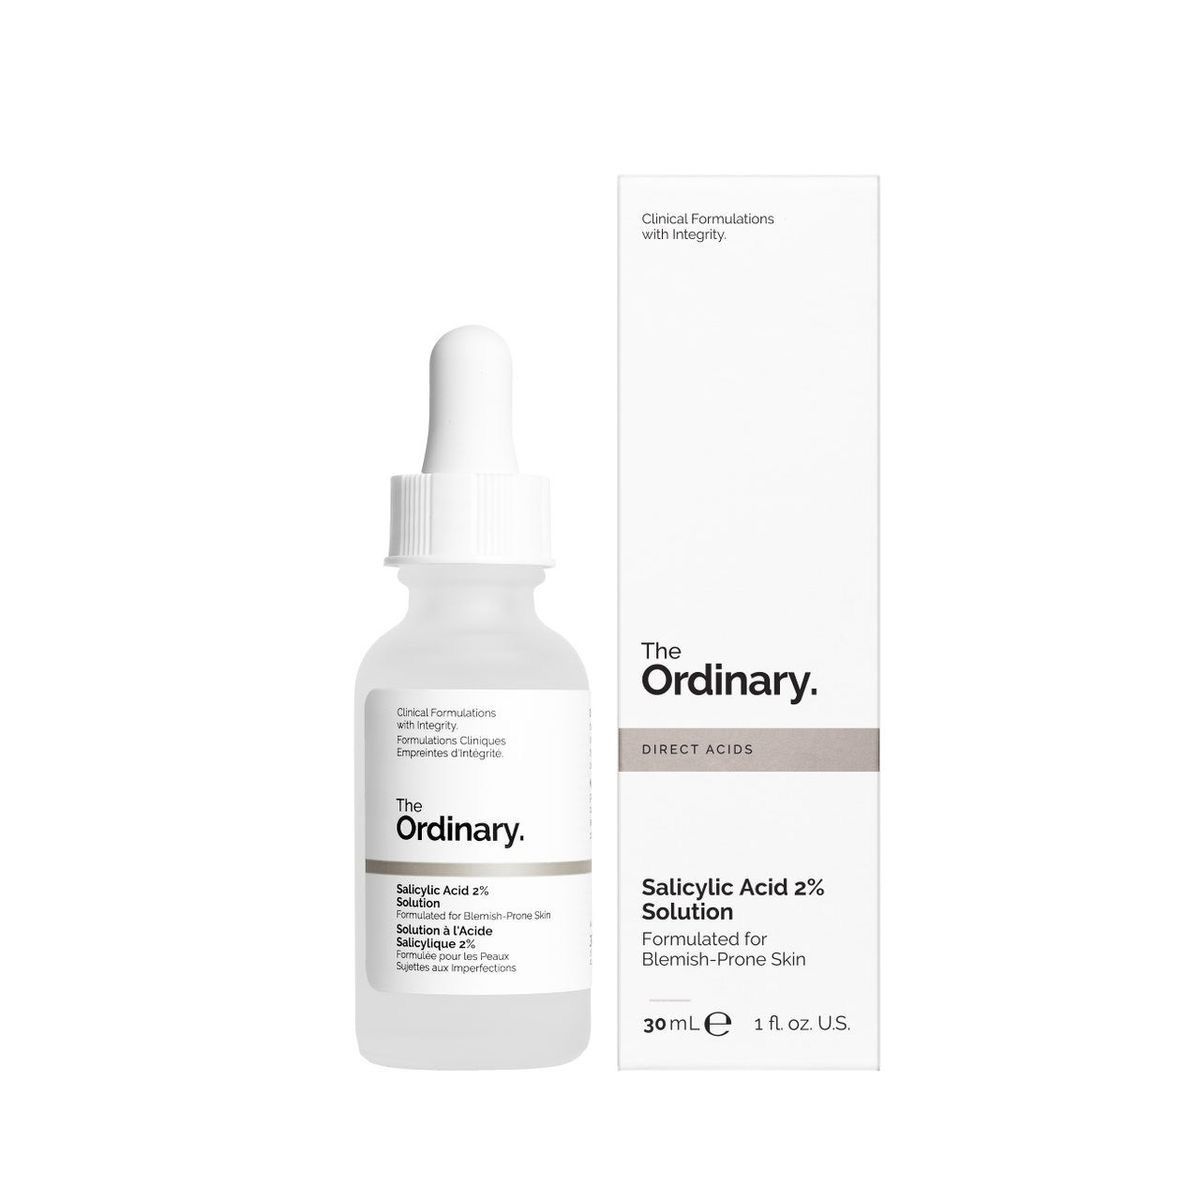 Clinical Formulations
with Integrity.
Formulations Cliniques
Empreintes d'Intégrité.
The
Ordinary.
Salicylic Acid 2%
Solution
Formulated for Blemish-Prone Skin
Solution à l'Acide
Salicylique 2%
Formulée pour les Peaux
Sujettes aux Imperfections
Clinical Formulations
with Integrity.
The
Ordinary.
DIRECT ACIDS
Salicylic Acid 2%
Solution
Formulated for
Blemish-Prone Skin
30 mL ℮ 1 fl. oz. U.S.